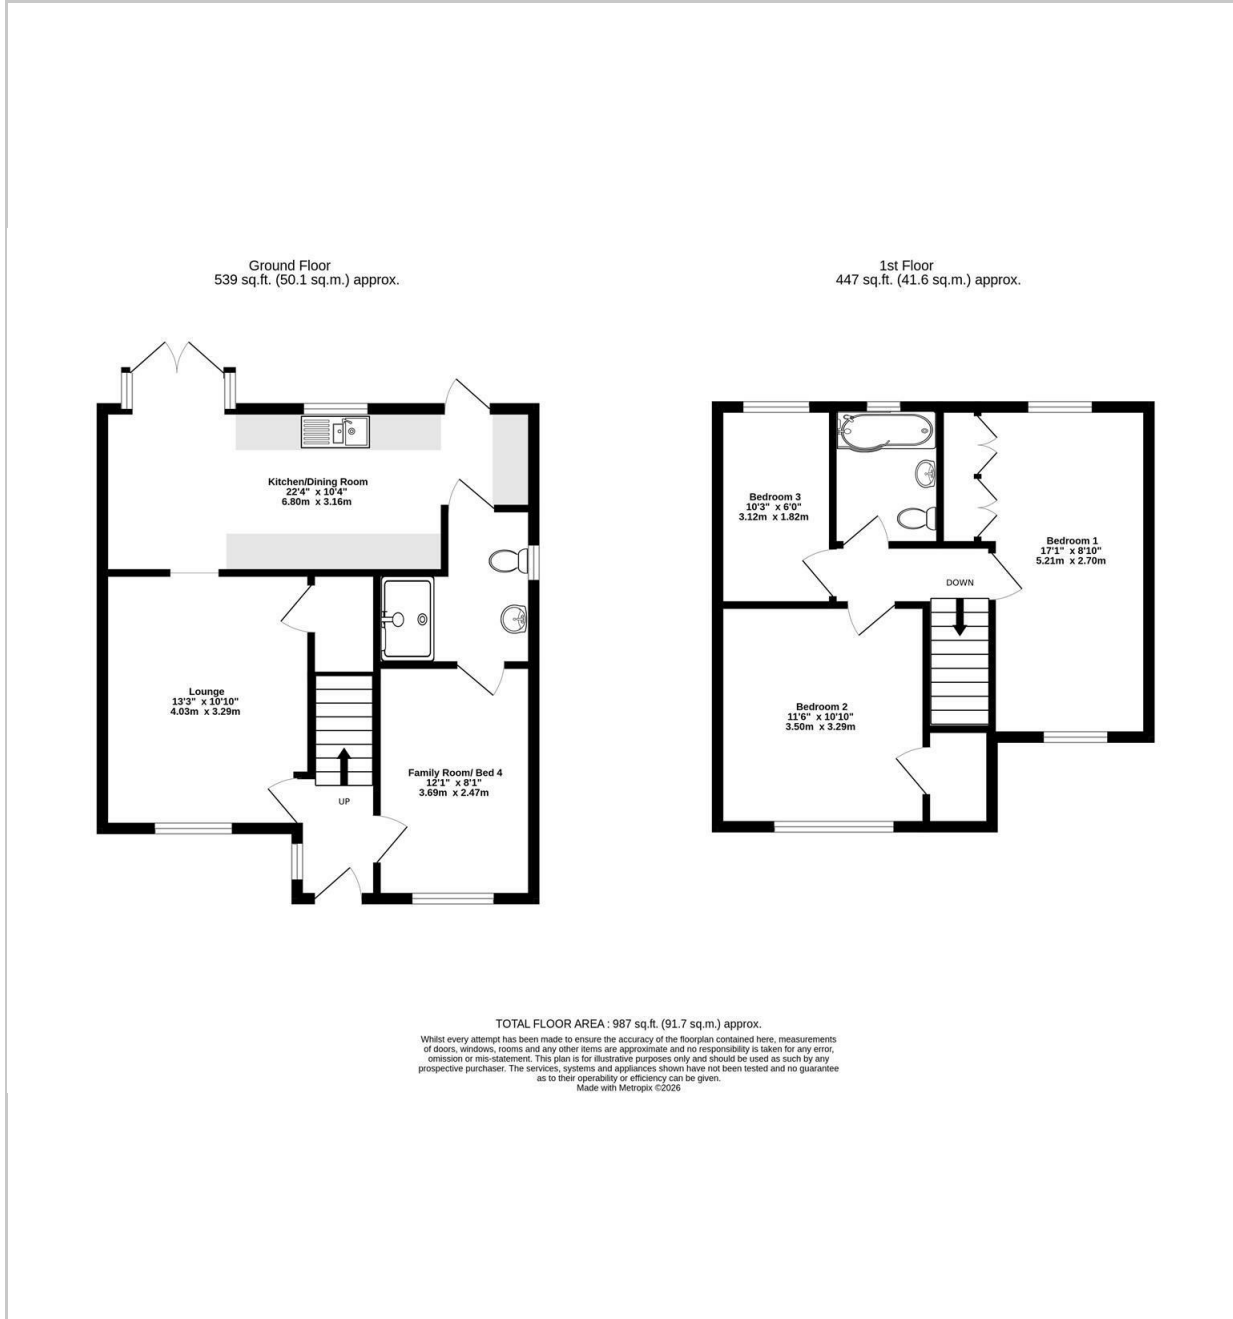 Ground Floor
539 sq.ft. (50.1 sq.m.) approx.
1st Floor
447 sq.ft. (41.6 sq.m.) approx.
Kitchen/Dining Room
22'4" x 10'4"
6.80m x 3.16m
Lounge
13'3" x 10'10"
4.03m x 3.29m
UP
Family Room/ Bed 4
12'1" x 8'1"
3.69m x 2.47m
Bedroom 3
10'3" x 6'0"
3.12m x 1.82m
Bedroom 1
17'1" x 8'10"
5.21m x 2.70m
DOWN
Bedroom 2
11'6" x 10'10"
3.50m x 3.29m
TOTAL FLOOR AREA : 987 sq.ft. (91.7 sq.m.) approx.
Whilst every attempt has been made to ensure the accuracy of the floorplan contained here, measurements
of doors, windows, rooms and any other items are approximate and no responsibility is taken for any error,
omission or mis-statement. This plan is for illustrative purposes only and should be used as such by any
prospective purchaser. The services, systems and appliances shown have not been tested and no guarantee
as to their operability or efficiency can be given.
Made with Metropix ©2026